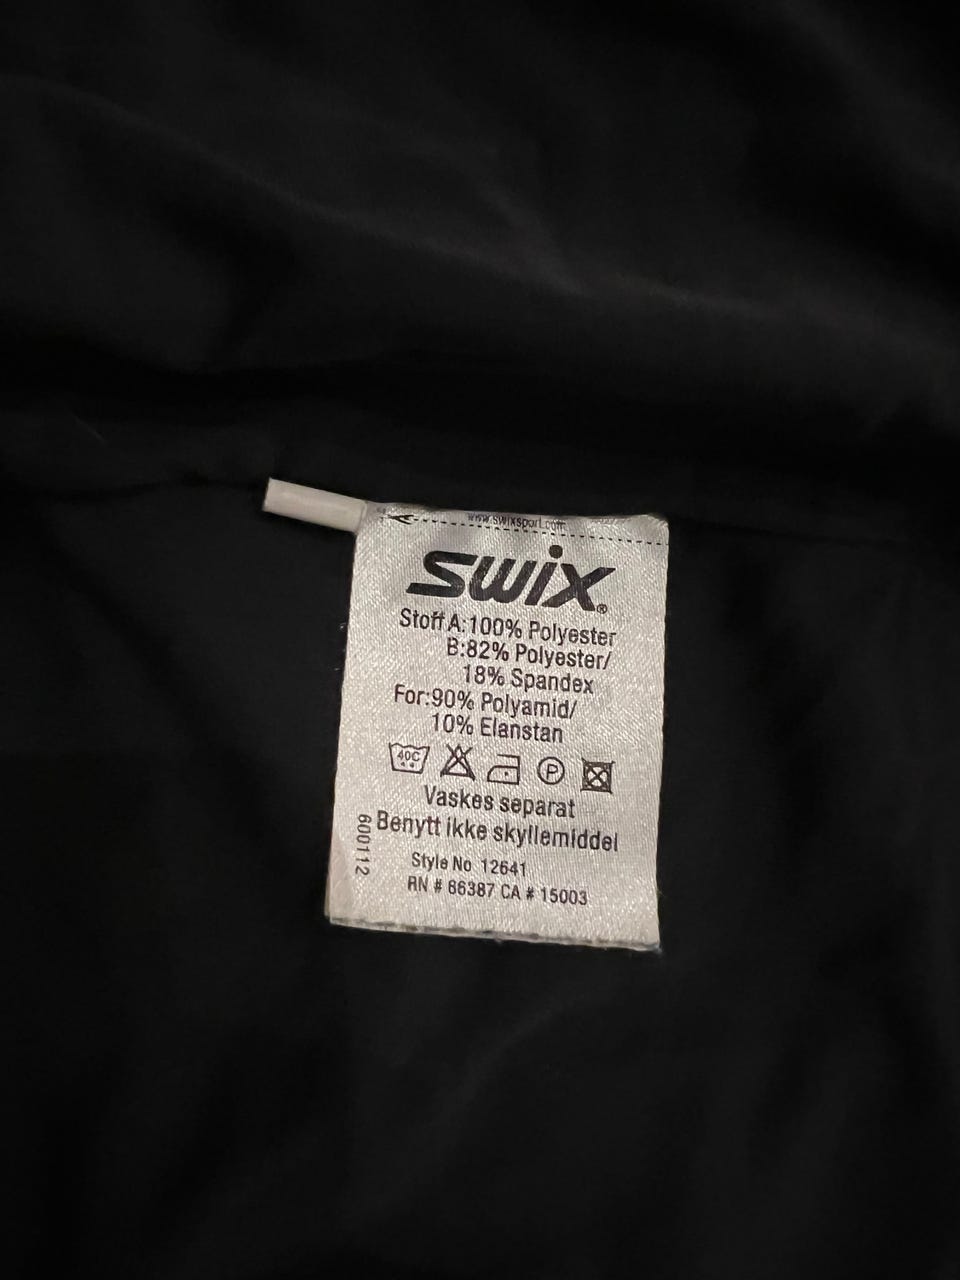 www.swixsport.com
swix®
Stoff A:100% Polyester
B:82% Polyester/
18% Spandex
For:90% Polyamid/
10% Elanstan
40C
P
Vaskes separat
Benytt ikke skyllemiddel
600112
Style No 12641
RN # 86387 CA # 15003